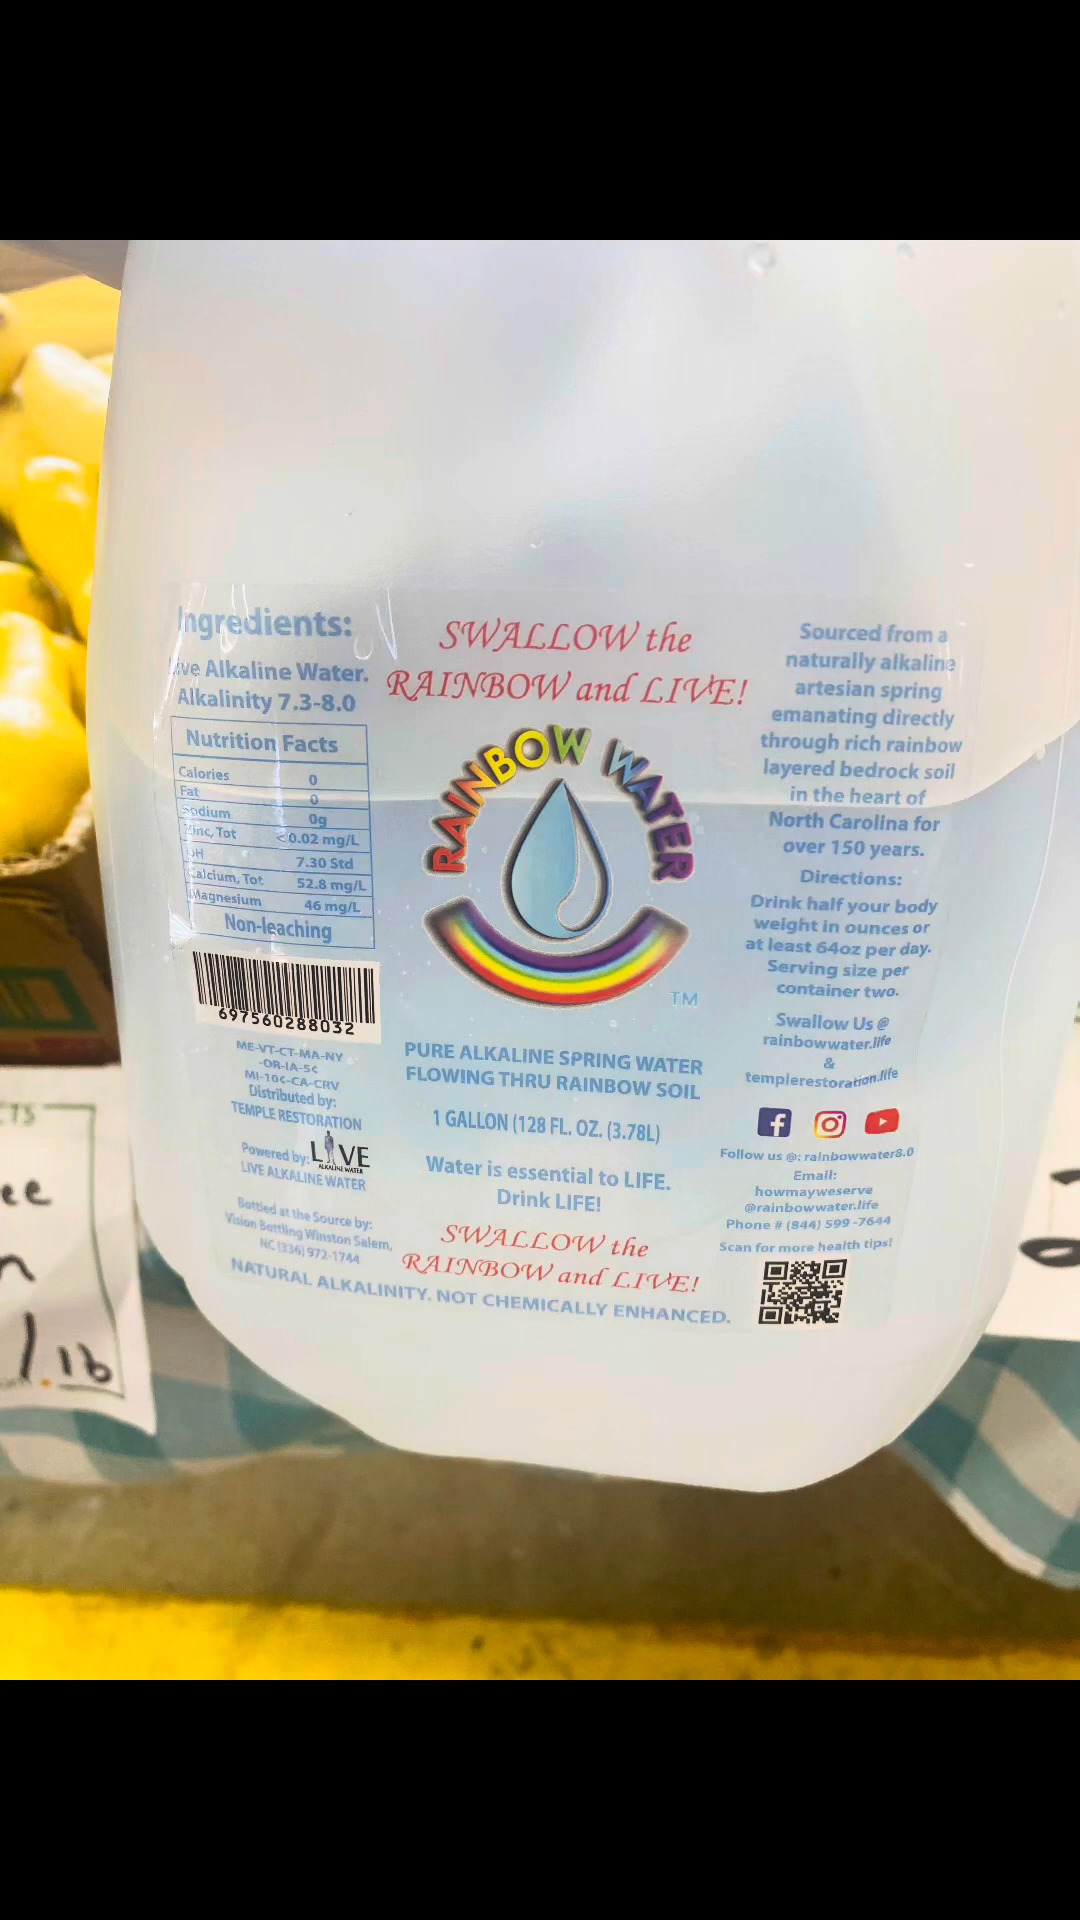 Ingredients:
Live Alkaline Water.
Alkalinity 7.3-8.0
Nutrition Facts
Calories 0
Fat 0
Sodium 0g
Zinc, Tot <0.02 mg/L
pH 7.30 Std
Calcium, Tot 52.8 mg/L
Magnesium 46 mg/L
Non-leaching
697560288032
ME-VT-CT-MA-NY
-OR-IA-5¢
MI-10¢-CA-CRV
Distributed by:
TEMPLE RESTORATION
Powered by: LIVE
ALKALINE WATER
LIVE ALKALINE WATER
Bottled at the Source by:
Vision Bottling Winston Salem,
NC (336) 972-1744
SWALLOW the
RAINBOW and LIVE!
RAINBOW WATER
TM
PURE ALKALINE SPRING WATER
FLOWING THRU RAINBOW SOIL
1 GALLON (128 FL. OZ. (3.78L)
Water is essential to LIFE.
Drink LIFE!
SWALLOW the
RAINBOW and LIVE!
NATURAL ALKALINITY. NOT CHEMICALLY ENHANCED.
Sourced from a
naturally alkaline
artesian spring
emanating directly
through rich rainbow
layered bedrock soil
in the heart of
North Carolina for
over 150 years.
Directions:
Drink half your body
weight in ounces or
at least 64oz per day.
Serving size per
container two.
Swallow Us @
rainbowwater.life
&
templerestoration.life
Follow us @: rainbowwater8.0
Email:
howmayweserve
@rainbowwater.life
Phone # (844) 599-7644
Scan for more health tips!
lb